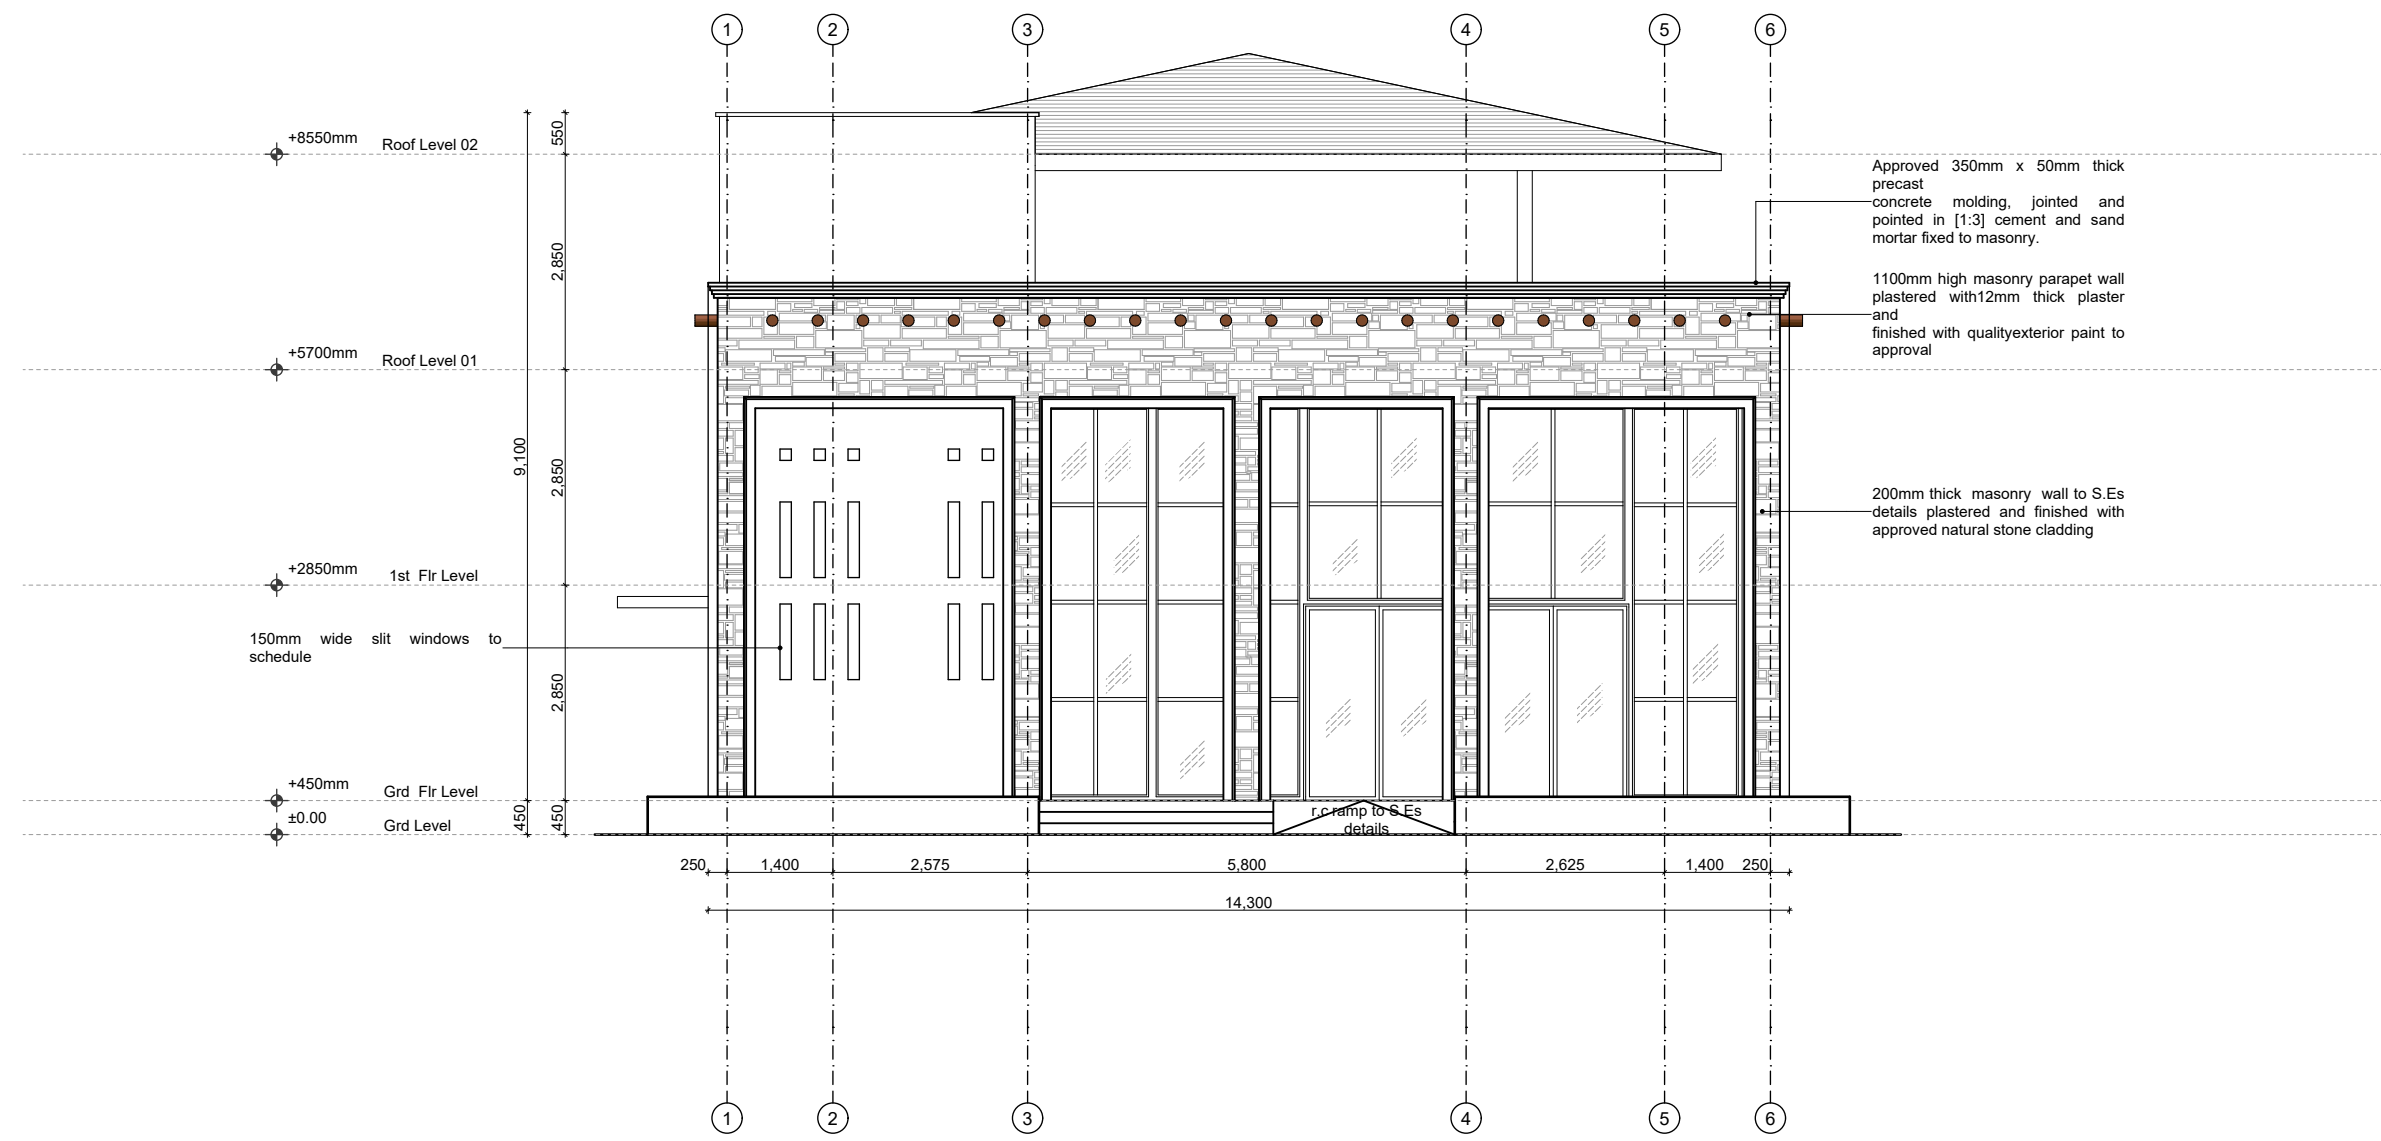 1 2 3 4 5 6
+8550mm Roof Level 02
550
Approved 350mm x 50mm thick
precast
concrete molding, jointed and
pointed in [1:3] cement and sand
mortar fixed to masonry.
2,850
1100mm high masonry parapet wall
plastered with12mm thick plaster
and
finished with qualityexterior paint to
approval
+5700mm Roof Level 01
9,100
2,850
200mm thick masonry wall to S.Es
details plastered and finished with
approved natural stone cladding
+2850mm 1st Flr Level
150mm wide slit windows to
schedule
2,850
+450mm Grd Flr Level
±0.00 Grd Level
450 450
r.c ramp to S.Es
details
250 1,400 2,575 5,800 2,625 1,400 250
14,300
1 2 3 4 5 6